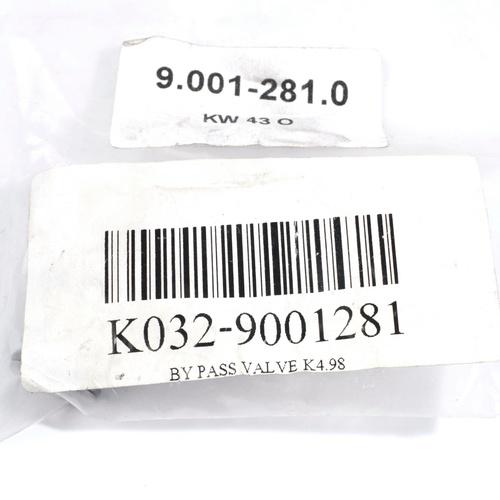 9.001-281.0
KW 43 O
K032-9001281
BY PASS VALVE K4.98